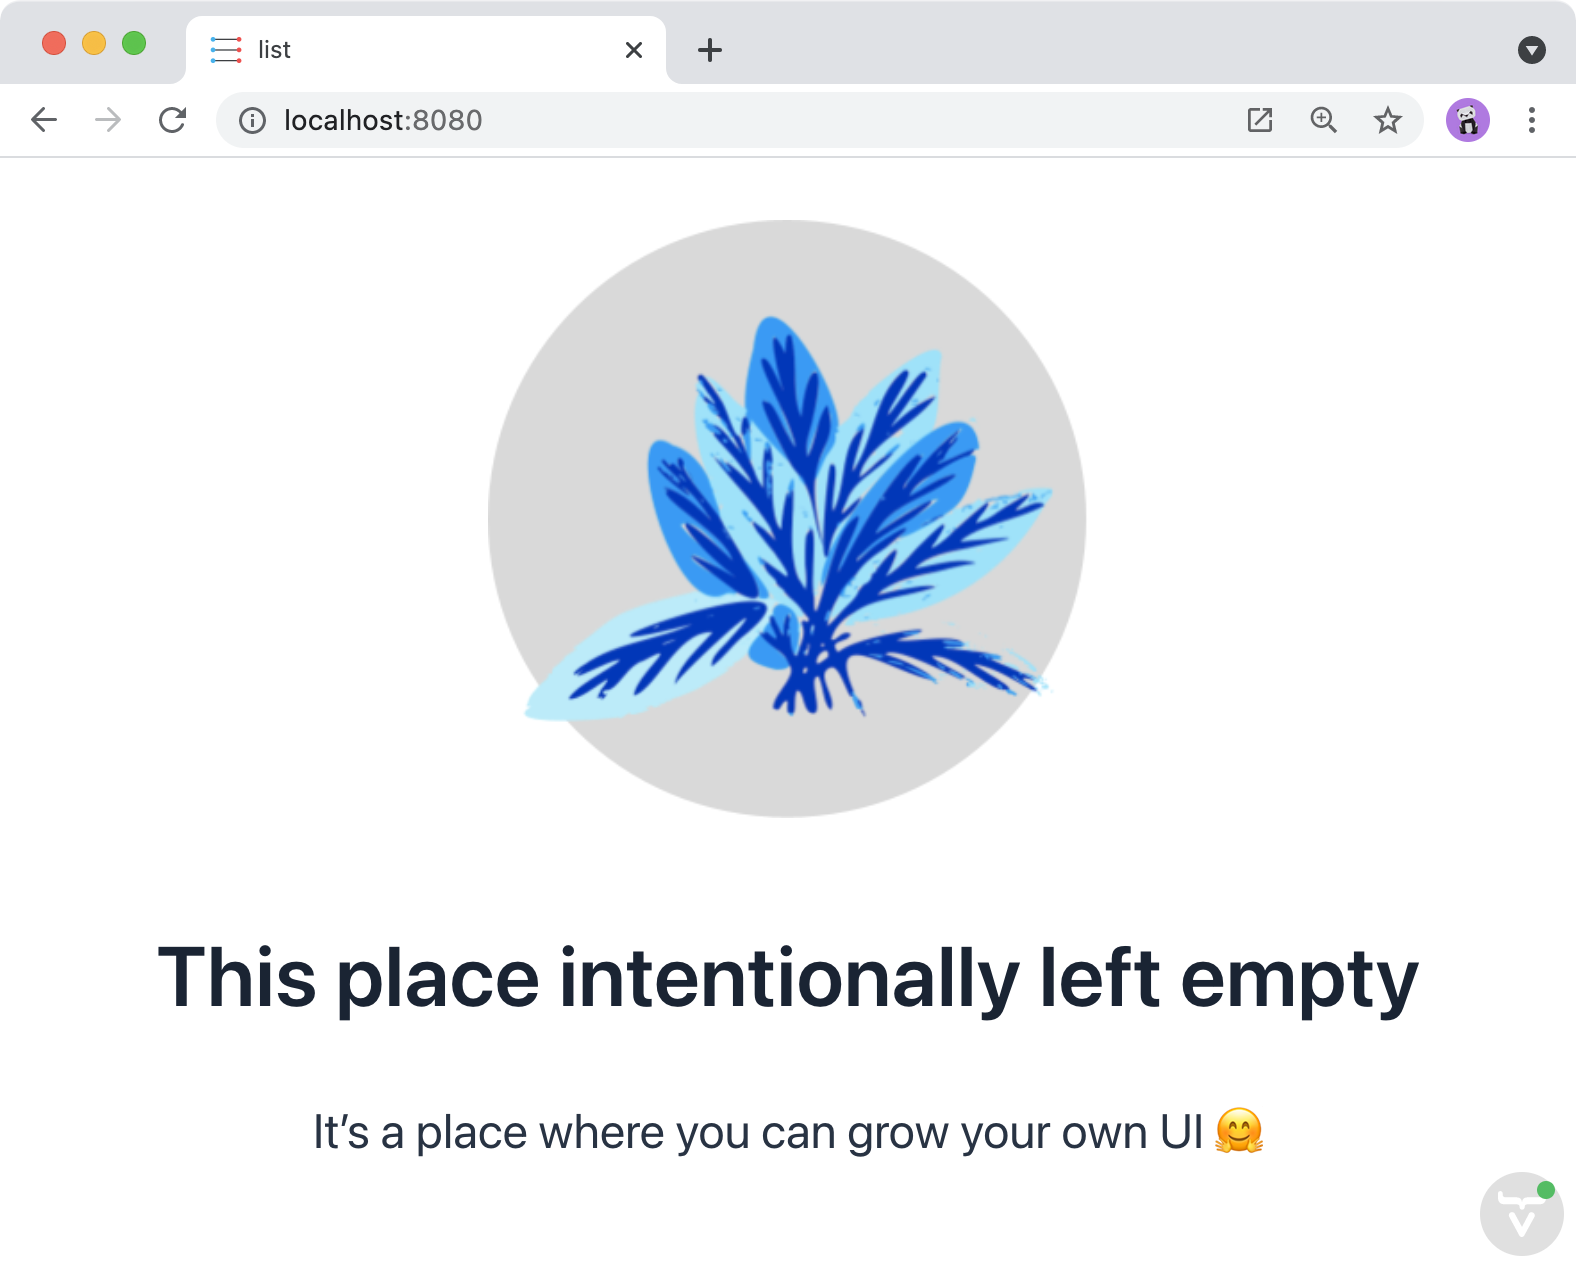 list
localhost:8080
This place intentionally left empty
It’s a place where you can grow your own UI 🤗